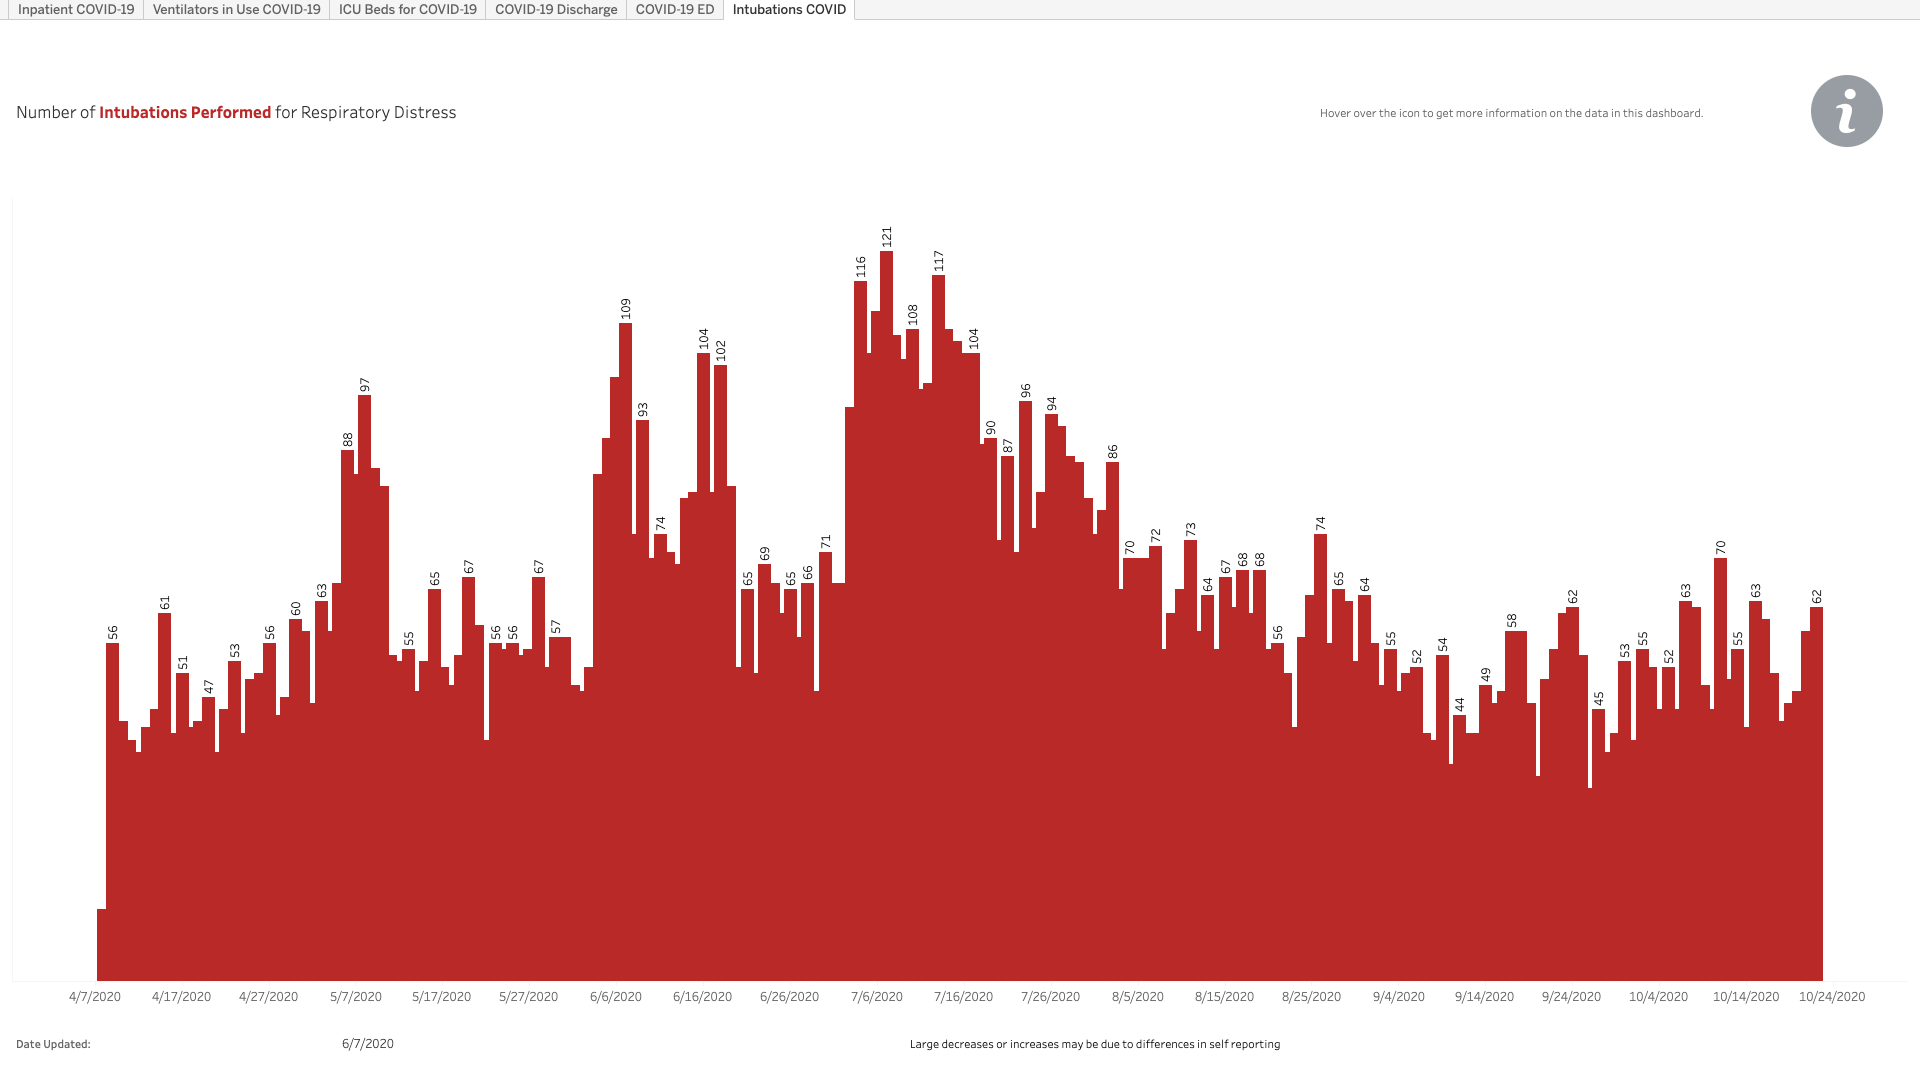 Inpatient COVID-19 Ventilators in Use COVID-19 ICU Beds for COVID-19 COVID-19 Discharge COVID-19 ED Intubations COVID
Number of Intubations Performed for Respiratory Distress
Hover over the icon to get more information on the data in this dashboard.
i
56 61 51 47 53 56 60 63 88 97 55 65 67 56 56 67 57 109 93 74 104 102 65 69 65 66 71 116 121 108 117 104 90 87 96 94 86 70 72 73 64 67 68 68 56 74 65 64 55 52 54 44 49 58 62 45 53 55 52 63 70 55 63 62
4/7/2020 4/17/2020 4/27/2020 5/7/2020 5/17/2020 5/27/2020 6/6/2020 6/16/2020 6/26/2020 7/6/2020 7/16/2020 7/26/2020 8/5/2020 8/15/2020 8/25/2020 9/4/2020 9/14/2020 9/24/2020 10/4/2020 10/14/2020 10/24/2020
Date Updated: 6/7/2020 Large decreases or increases may be due to differences in self reporting